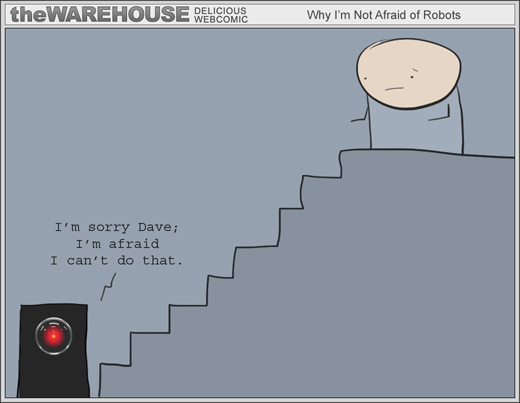 theWAREHOUSE DELICIOUS WEBCOMIC
Why I'm Not Afraid of Robots
I'm sorry Dave;
I'm afraid
I can't do that.